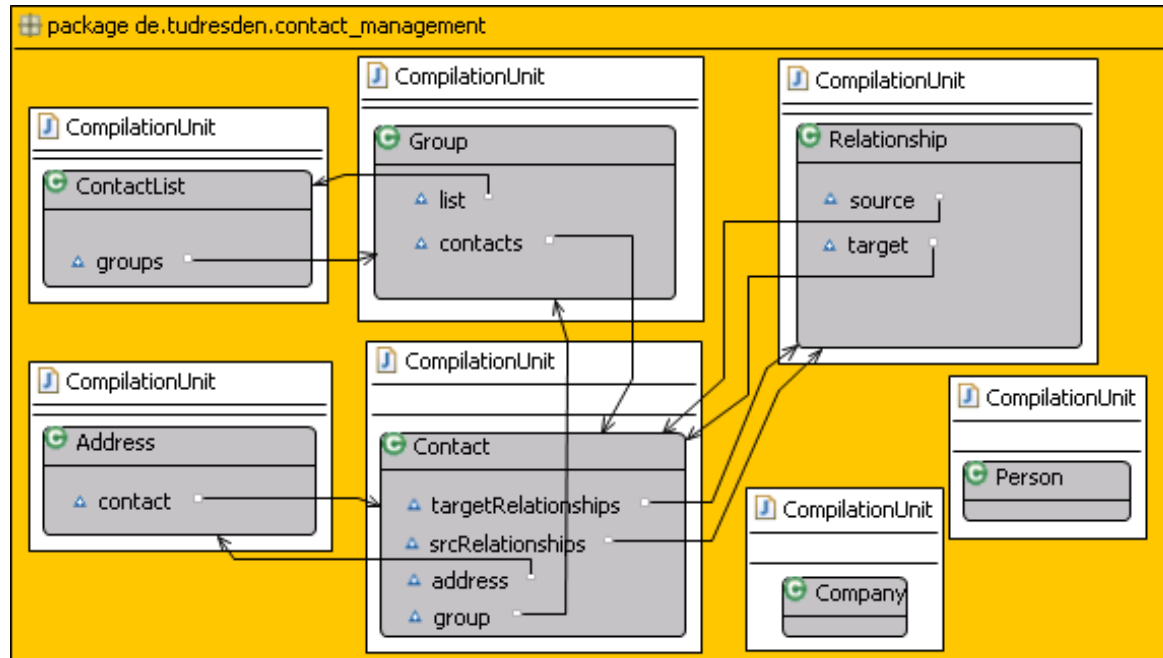 package de.tudresden.contact_management
CompilationUnit
ContactList
groups
CompilationUnit
Group
list
contacts
CompilationUnit
Relationship
source
target
CompilationUnit
Address
contact
CompilationUnit
Contact
targetRelationships
srcRelationships
address
group
CompilationUnit
Company
CompilationUnit
Person